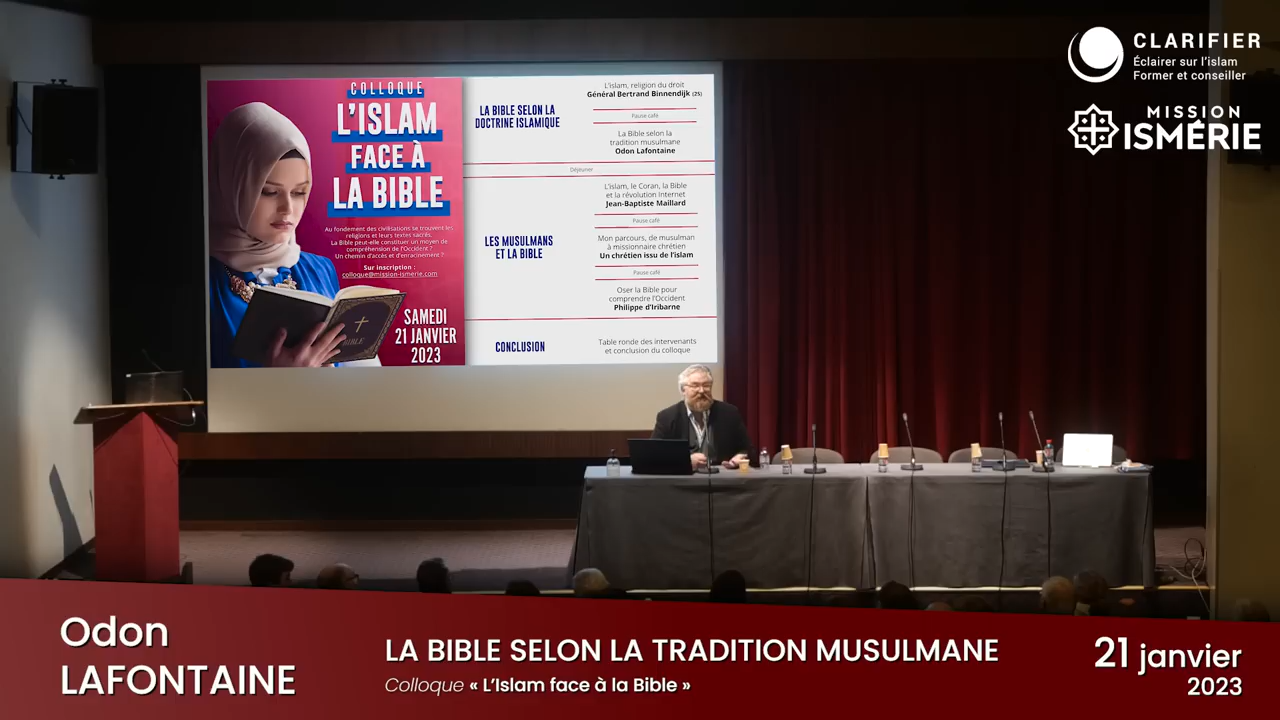 CLARIFIER
Éclairer sur l'islam
Former et conseiller
MISSION
ISMÉRIE
COLLOQUE
L'ISLAM
FACE À
LA BIBLE
Au fondement des civilisations se trouvent les
religions et leurs textes sacrés.
La Bible peut-elle constituer un moyen de
compréhension de l'Occident ?
Un chemin d'accès et d'enracinement ?
Sur inscription :
colloque@mission-ismerie.com
SAMEDI
21 JANVIER
2023
BIBLE
LA BIBLE SELON LA
DOCTRINE ISLAMIQUE
L'islam, religion du droit
Général Bertrand Binnendijk (2S)
Pause café
La Bible selon la
tradition musulmane
Odon Lafontaine
Déjeuner
LES MUSULMANS
ET LA BIBLE
L'islam, le Coran, la Bible
et la révolution Internet
Jean-Baptiste Maillard
Pause café
Mon parcours, de musulman
à missionnaire chrétien
Un chrétien issu de l'islam
Pause café
Oser la Bible pour
comprendre l'Occident
Philippe d'Iribarne
CONCLUSION
Table ronde des intervenants
et conclusion du colloque
Odon
LAFONTAINE
LA BIBLE SELON LA TRADITION MUSULMANE
Colloque « L'Islam face à la Bible »
21 janvier
2023